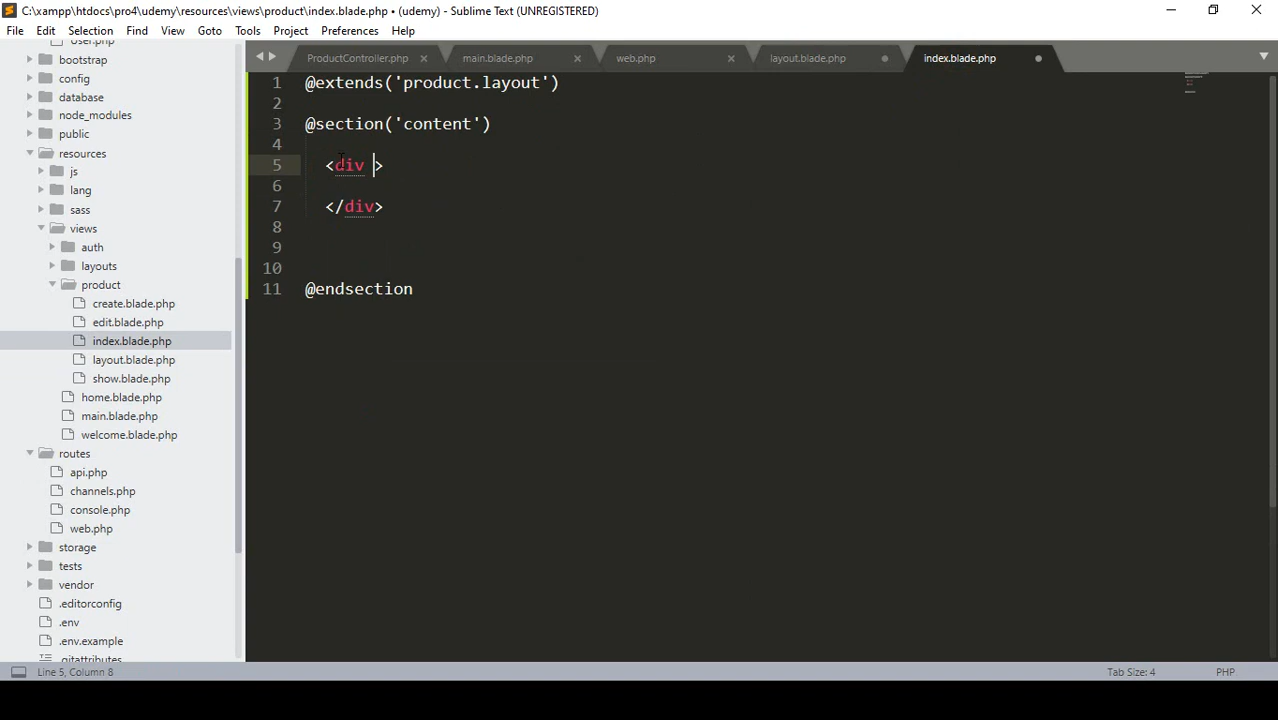 C:\xampp\htdocs\pro4\udemy\resources\views\product\index.blade.php • (udemy) - Sublime Text (UNREGISTERED)
File Edit Selection Find View Goto Tools Project Preferences Help
ProductController.php main.blade.php web.php layout.blade.php index.blade.php
User.php
bootstrap
config
database
node_modules
public
resources
js
lang
sass
views
auth
layouts
product
create.blade.php
edit.blade.php
index.blade.php
layout.blade.php
show.blade.php
home.blade.php
main.blade.php
welcome.blade.php
routes
api.php
channels.php
console.php
web.php
storage
tests
vendor
.editorconfig
.env
.env.example
.gitattributes
1 @extends('product.layout')
2
3 @section('content')
4
5 <div >
6
7 </div>
8
9
10
11 @endsection
Line 5, Column 8
Tab Size: 4
PHP